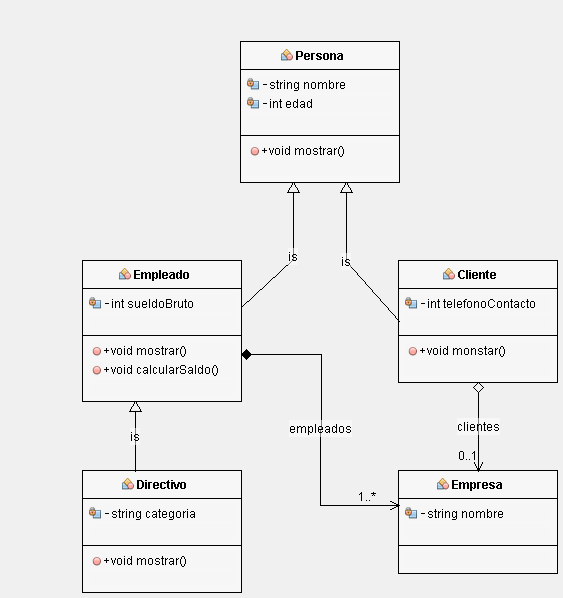 Persona
- string nombre
- int edad
+void mostrar()
is
is
Empleado
- int sueldoBruto
+void mostrar()
+void calcularSaldo()
Cliente
- int telefonoContacto
+void monstar()
empleados
clientes
is
0..1
1..*
Directivo
- string categoria
+void mostrar()
Empresa
- string nombre